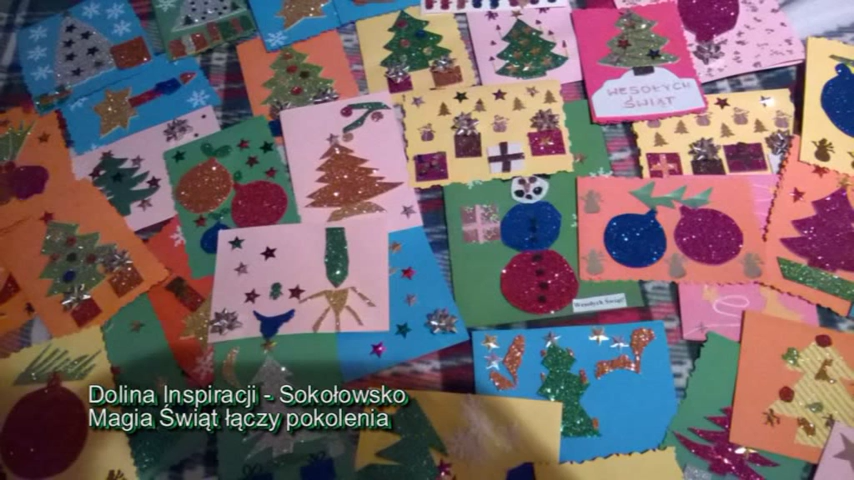 WESOŁYCH
ŚWIĄT
Wesołych Świąt!
Dolina Inspiracji - Sokołowsko
Magia Świąt łączy pokolenia